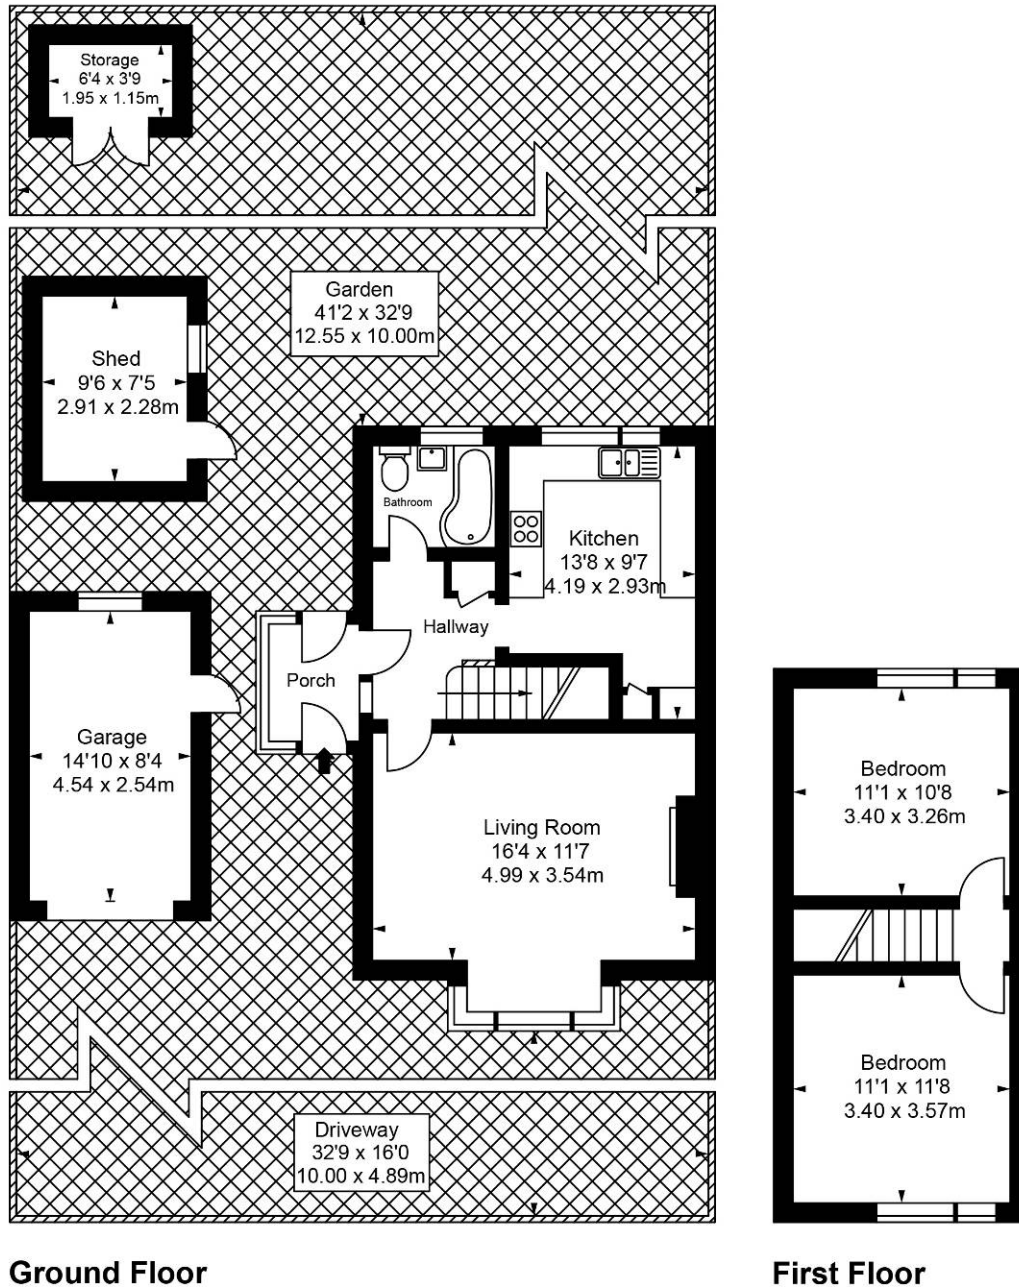 Storage
6'4 x 3'9
1.95 x 1.15m
Garden
41'2 x 32'9
12.55 x 10.00m
Shed
9'6 x 7'5
2.91 x 2.28m
Bathroom
Kitchen
13'8 x 9'7
4.19 x 2.93m
Hallway
Porch
Garage
14'10 x 8'4
4.54 x 2.54m
Living Room
16'4 x 11'7
4.99 x 3.54m
Driveway
32'9 x 16'0
10.00 x 4.89m
Ground Floor
Bedroom
11'1 x 10'8
3.40 x 3.26m
Bedroom
11'1 x 11'8
3.40 x 3.57m
First Floor